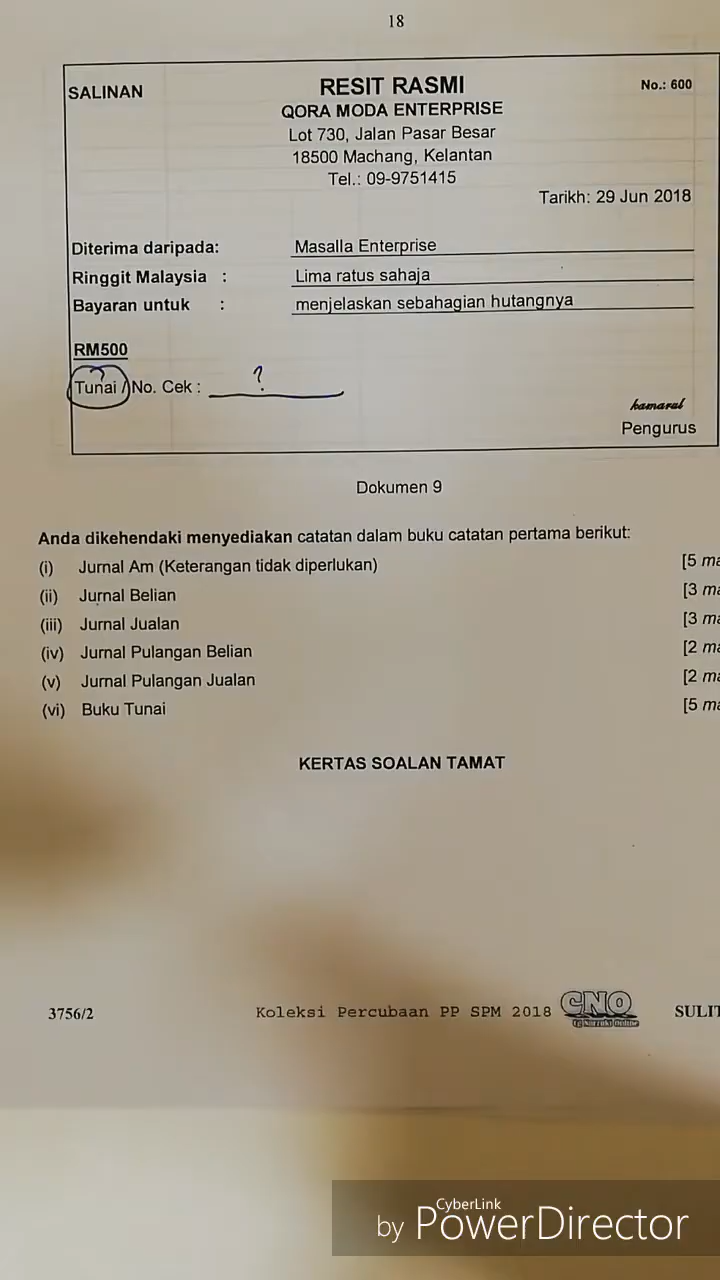 18
SALINAN RESIT RASMI No.: 600
QORA MODA ENTERPRISE
Lot 730, Jalan Pasar Besar
18500 Machang, Kelantan
Tel.: 09-9751415
Tarikh: 29 Jun 2018
Diterima daripada: Masalla Enterprise
Ringgit Malaysia : Lima ratus sahaja
Bayaran untuk : menjelaskan sebahagian hutangnya
RM500
Tunai / No. Cek : ?
kamarul
Pengurus
Dokumen 9
Anda dikehendaki menyediakan catatan dalam buku catatan pertama berikut:
(i) Jurnal Am (Keterangan tidak diperlukan) [5 ma
(ii) Jurnal Belian [3 ma
(iii) Jurnal Jualan [3 ma
(iv) Jurnal Pulangan Belian [2 ma
(v) Jurnal Pulangan Jualan [2 ma
(vi) Buku Tunai [5 ma
KERTAS SOALAN TAMAT
3756/2 Koleksi Percubaan PP SPM 2018 CNO SULIT
CyberLink
by PowerDirector